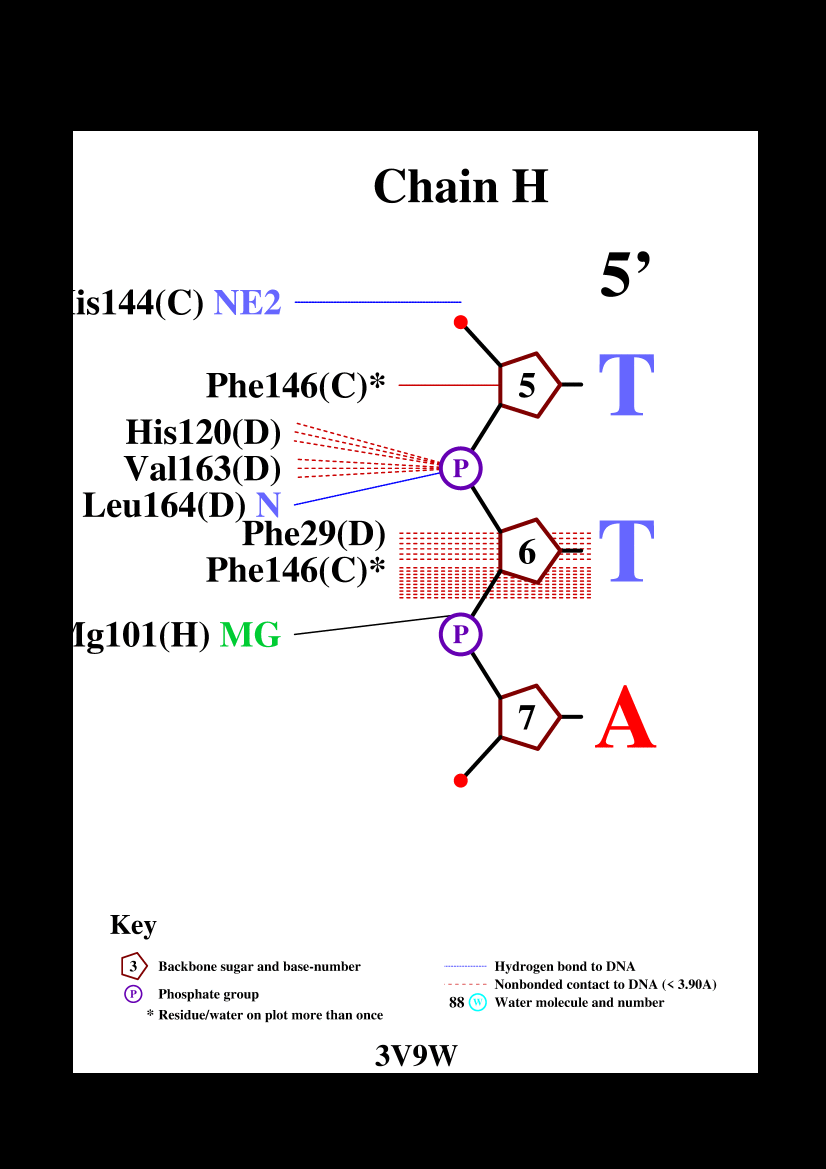 Chain H
5’
is144(C) NE2
Phe146(C)* 5 T
His120(D)
Val163(D) P
Leu164(D) N
Phe29(D)
6 T
Phe146(C)*
Mg101(H) MG P
7 A
Key
3 Backbone sugar and base-number
P Phosphate group
* Residue/water on plot more than once
Hydrogen bond to DNA
Nonbonded contact to DNA (< 3.90A)
88 W Water molecule and number
3V9W